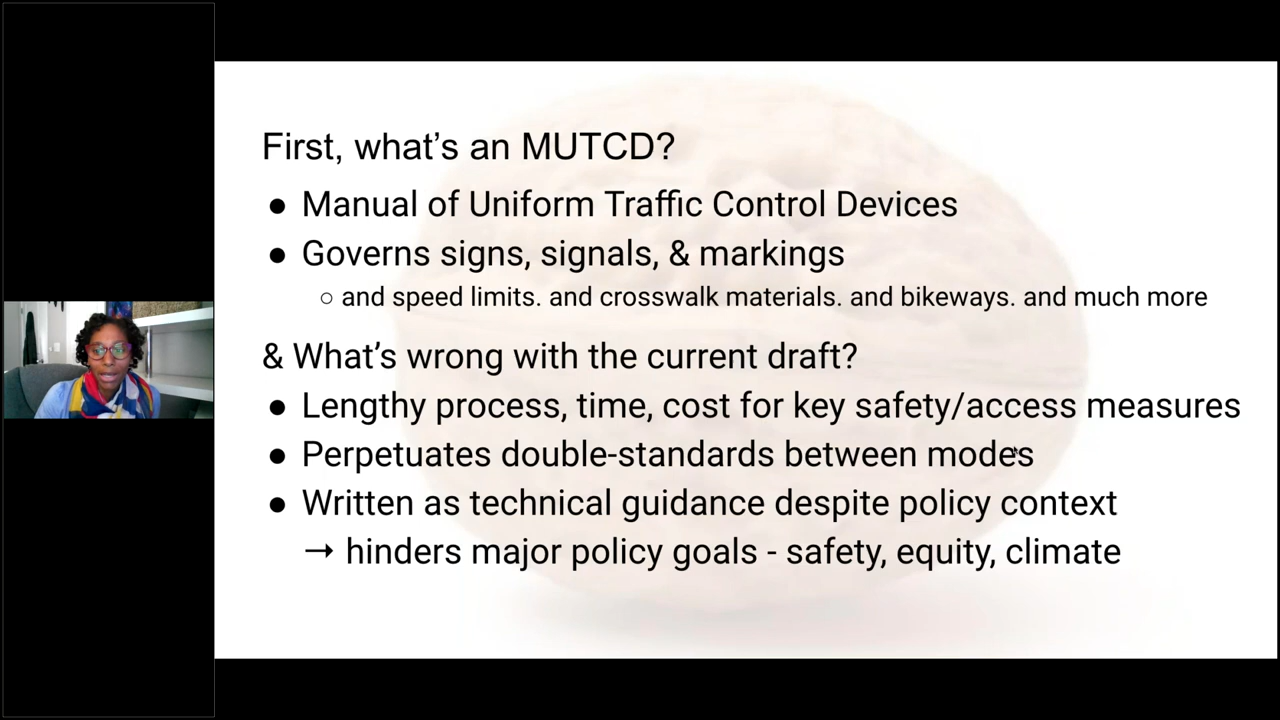 First, what's an MUTCD?
● Manual of Uniform Traffic Control Devices
● Governs signs, signals, & markings
○ and speed limits. and crosswalk materials. and bikeways. and much more
& What's wrong with the current draft?
● Lengthy process, time, cost for key safety/access measures
● Perpetuates double-standards between modes
● Written as technical guidance despite policy context
→ hinders major policy goals - safety, equity, climate